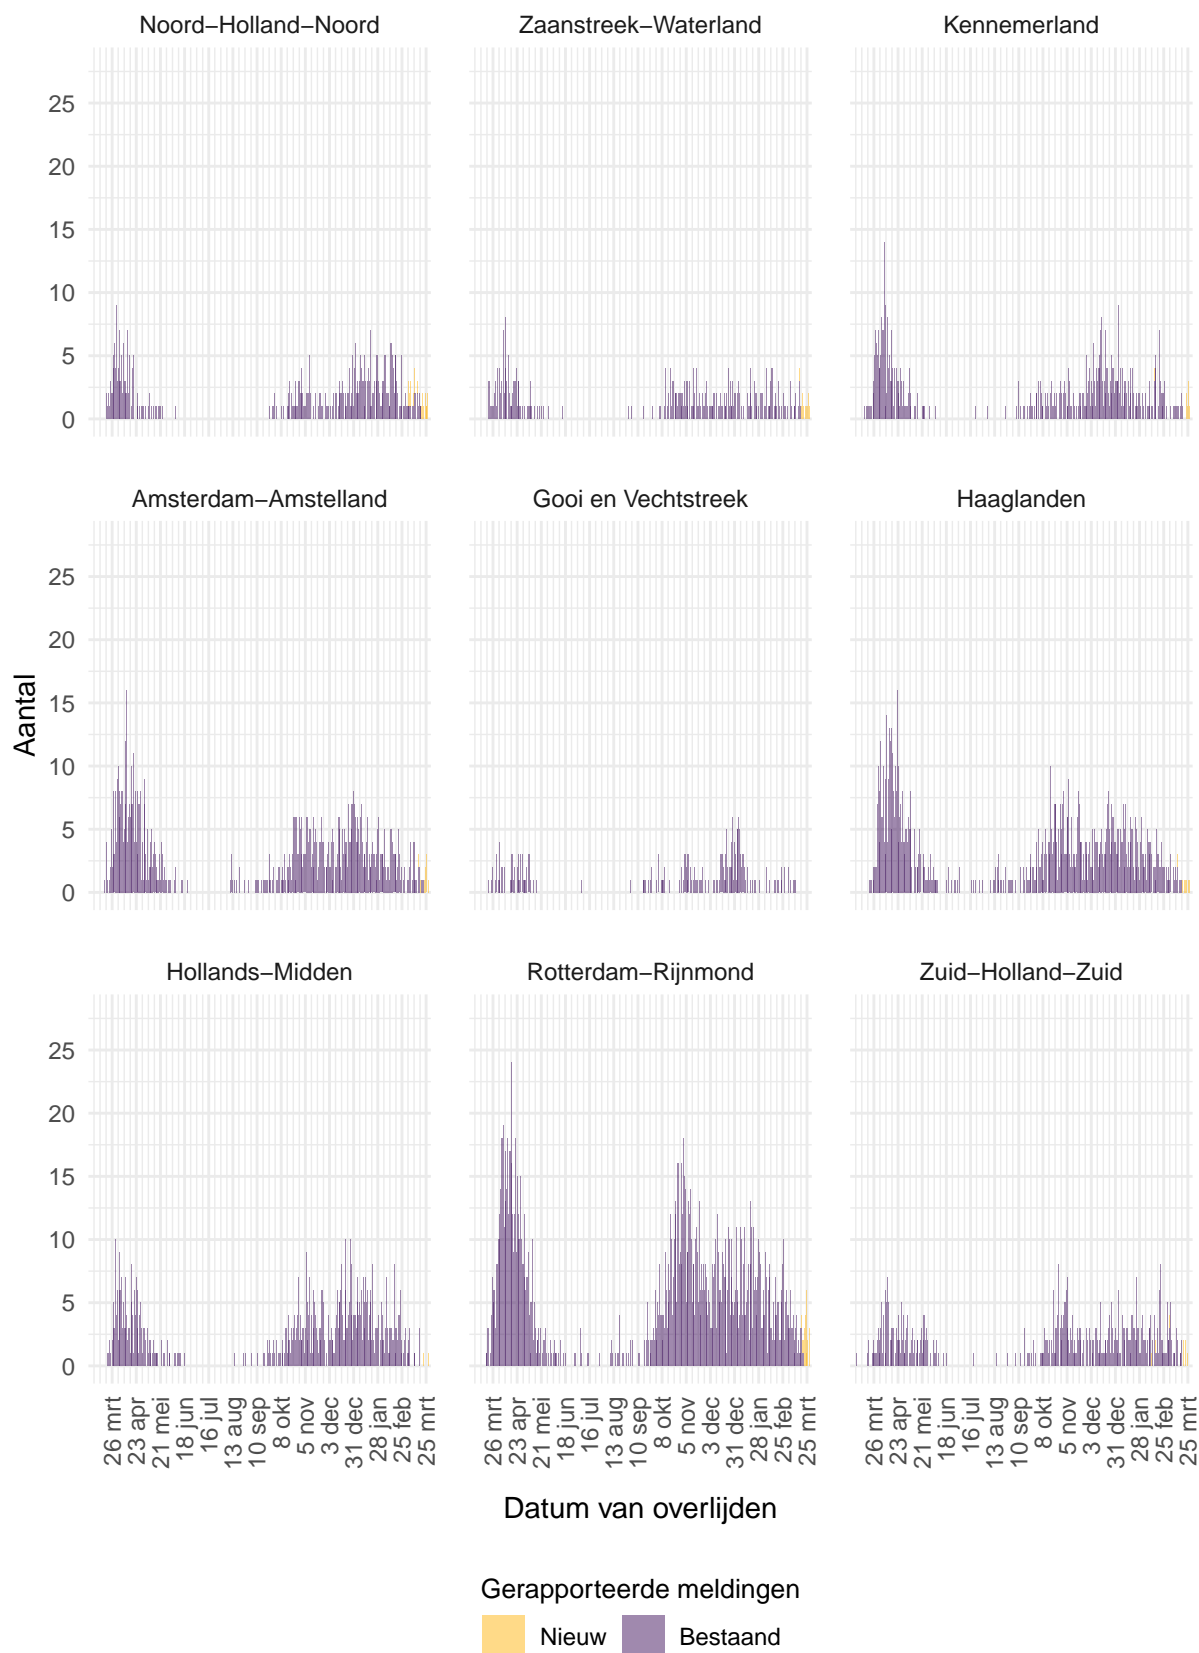 Noord−Holland−Noord Zaanstreek−Waterland Kennemerland
25
20
15
10
5
0
Amsterdam−Amstelland Gooi en Vechtstreek Haaglanden
25
20
15
10
5
0
Aantal
Hollands−Midden Rotterdam−Rijnmond Zuid−Holland−Zuid
25
20
15
10
5
0
26 mrt 23 apr 21 mei 18 jun 16 jul 13 aug 10 sep 8 okt 5 nov 3 dec 31 dec 28 jan 25 feb 25 mrt
26 mrt 23 apr 21 mei 18 jun 16 jul 13 aug 10 sep 8 okt 5 nov 3 dec 31 dec 28 jan 25 feb 25 mrt
26 mrt 23 apr 21 mei 18 jun 16 jul 13 aug 10 sep 8 okt 5 nov 3 dec 31 dec 28 jan 25 feb 25 mrt
Datum van overlijden
Gerapporteerde meldingen
Nieuw Bestaand